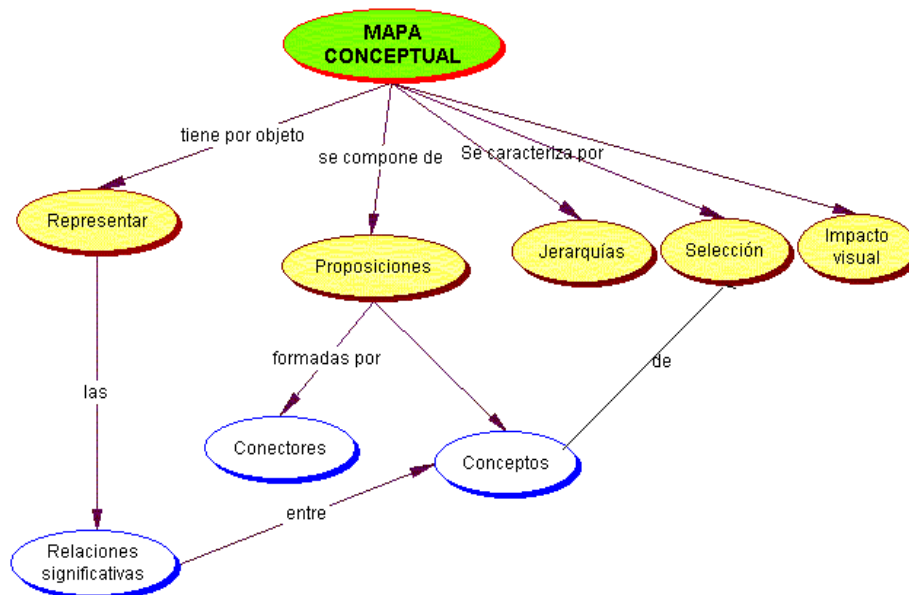 MAPA
CONCEPTUAL
tiene por objeto
se compone de
Se caracteriza por
Representar
Proposiciones
Jerarquías
Selección
Impacto
visual
formadas por
de
las
Conectores
Conceptos
entre
Relaciones
significativas